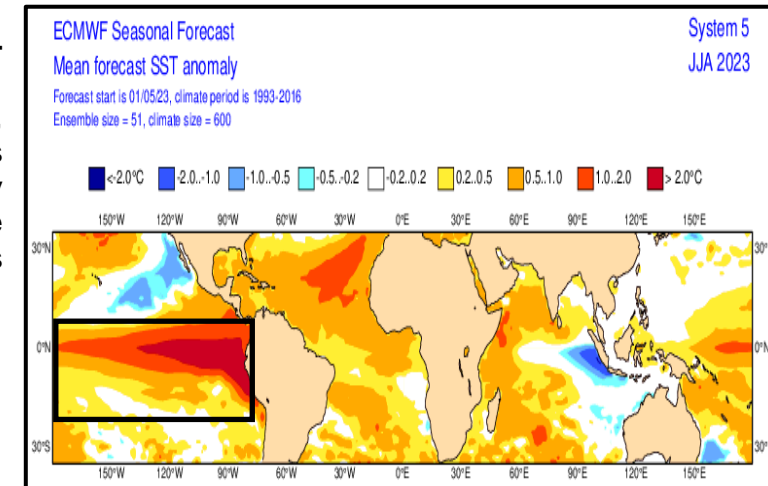 ECMWF Seasonal Forecast
System 5
Mean forecast SST anomaly
JJA 2023
Forecast start is 01/05/23, climate period is 1993-2016
Ensemble size = 51, climate size = 600
<-2.0°C -2.0..-1.0 -1.0..-0.5 -0.5..-0.2 -0.2..0.2 0.2..0.5 0.5..1.0 1.0..2.0 > 2.0°C
150°W 120°W 90°W 60°W 30°W 0°E 30°E 60°E 90°E 120°E 150°E
30°N 30°
0°N 0°N
30°S 30°
150°W 120°W 90°W 60°W 30°W 0°E 30°E 60°E 90°E 120°E 150°E